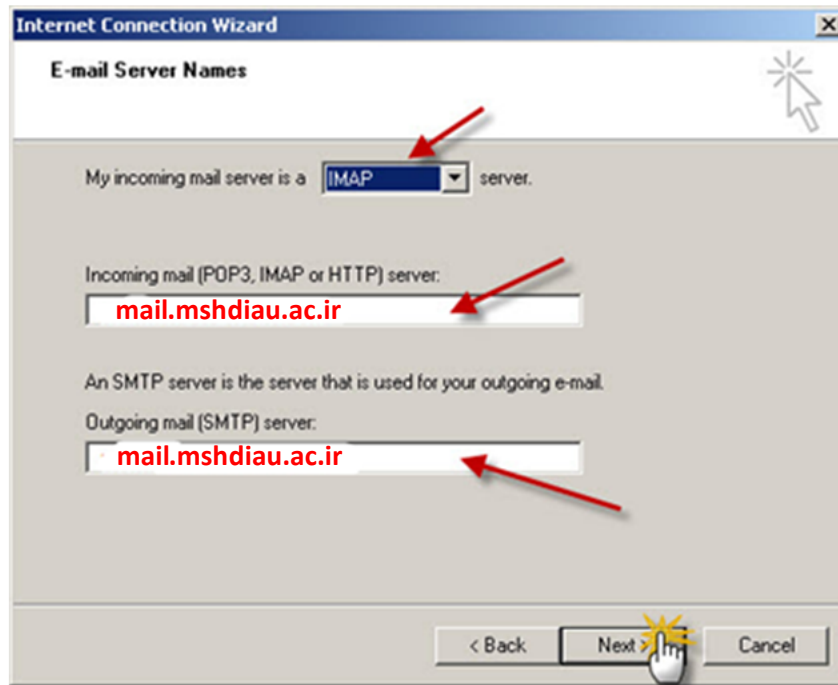 Internet Connection Wizard
E-mail Server Names
My incoming mail server is a IMAP server.
Incoming mail (POP3, IMAP or HTTP) server:
mail.mshdiau.ac.ir
An SMTP server is the server that is used for your outgoing e-mail.
Outgoing mail (SMTP) server:
mail.mshdiau.ac.ir
< Back Next > Cancel